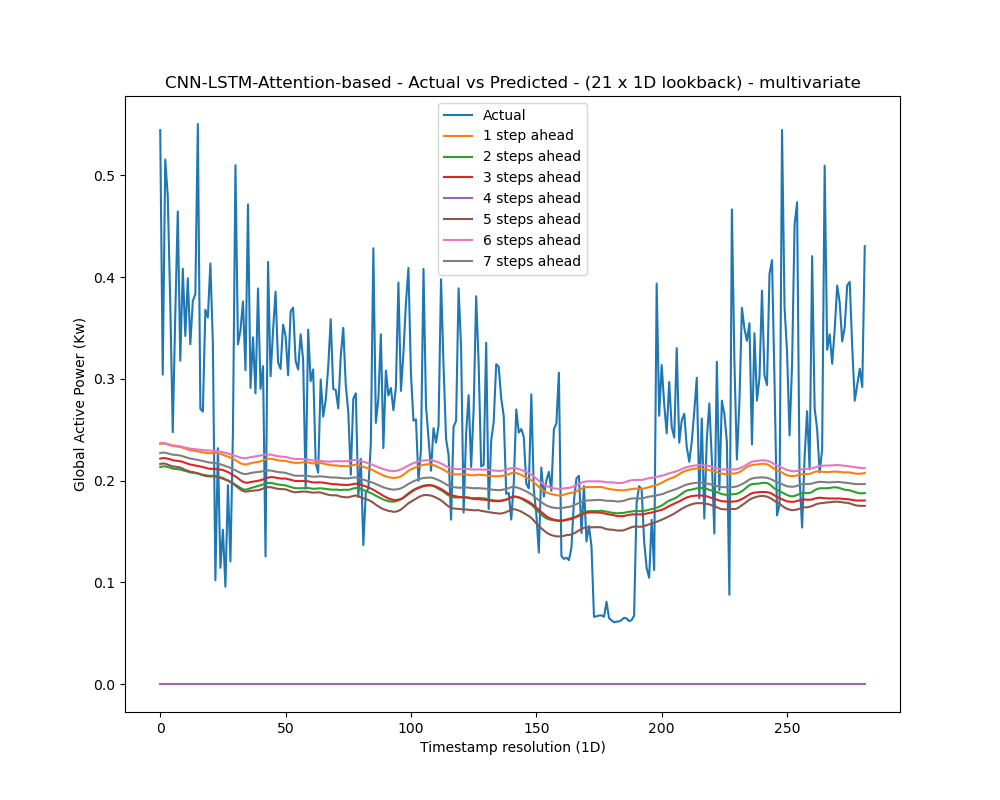 CNN-LSTM-Attention-based - Actual vs Predicted - (21 x 1D lookback) - multivariate
Actual
1 step ahead
2 steps ahead
3 steps ahead
4 steps ahead
5 steps ahead
6 steps ahead
7 steps ahead
Global Active Power (Kw)
0.5
0.4
0.3
0.2
0.1
0.0
0 50 100 150 200 250
Timestamp resolution (1D)